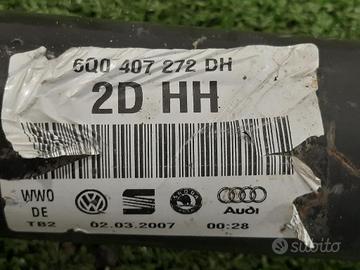 6Q0 407 272 DH
2D HH
WWO
DE
Audi
TB2 02.03.2007 00:28
subito